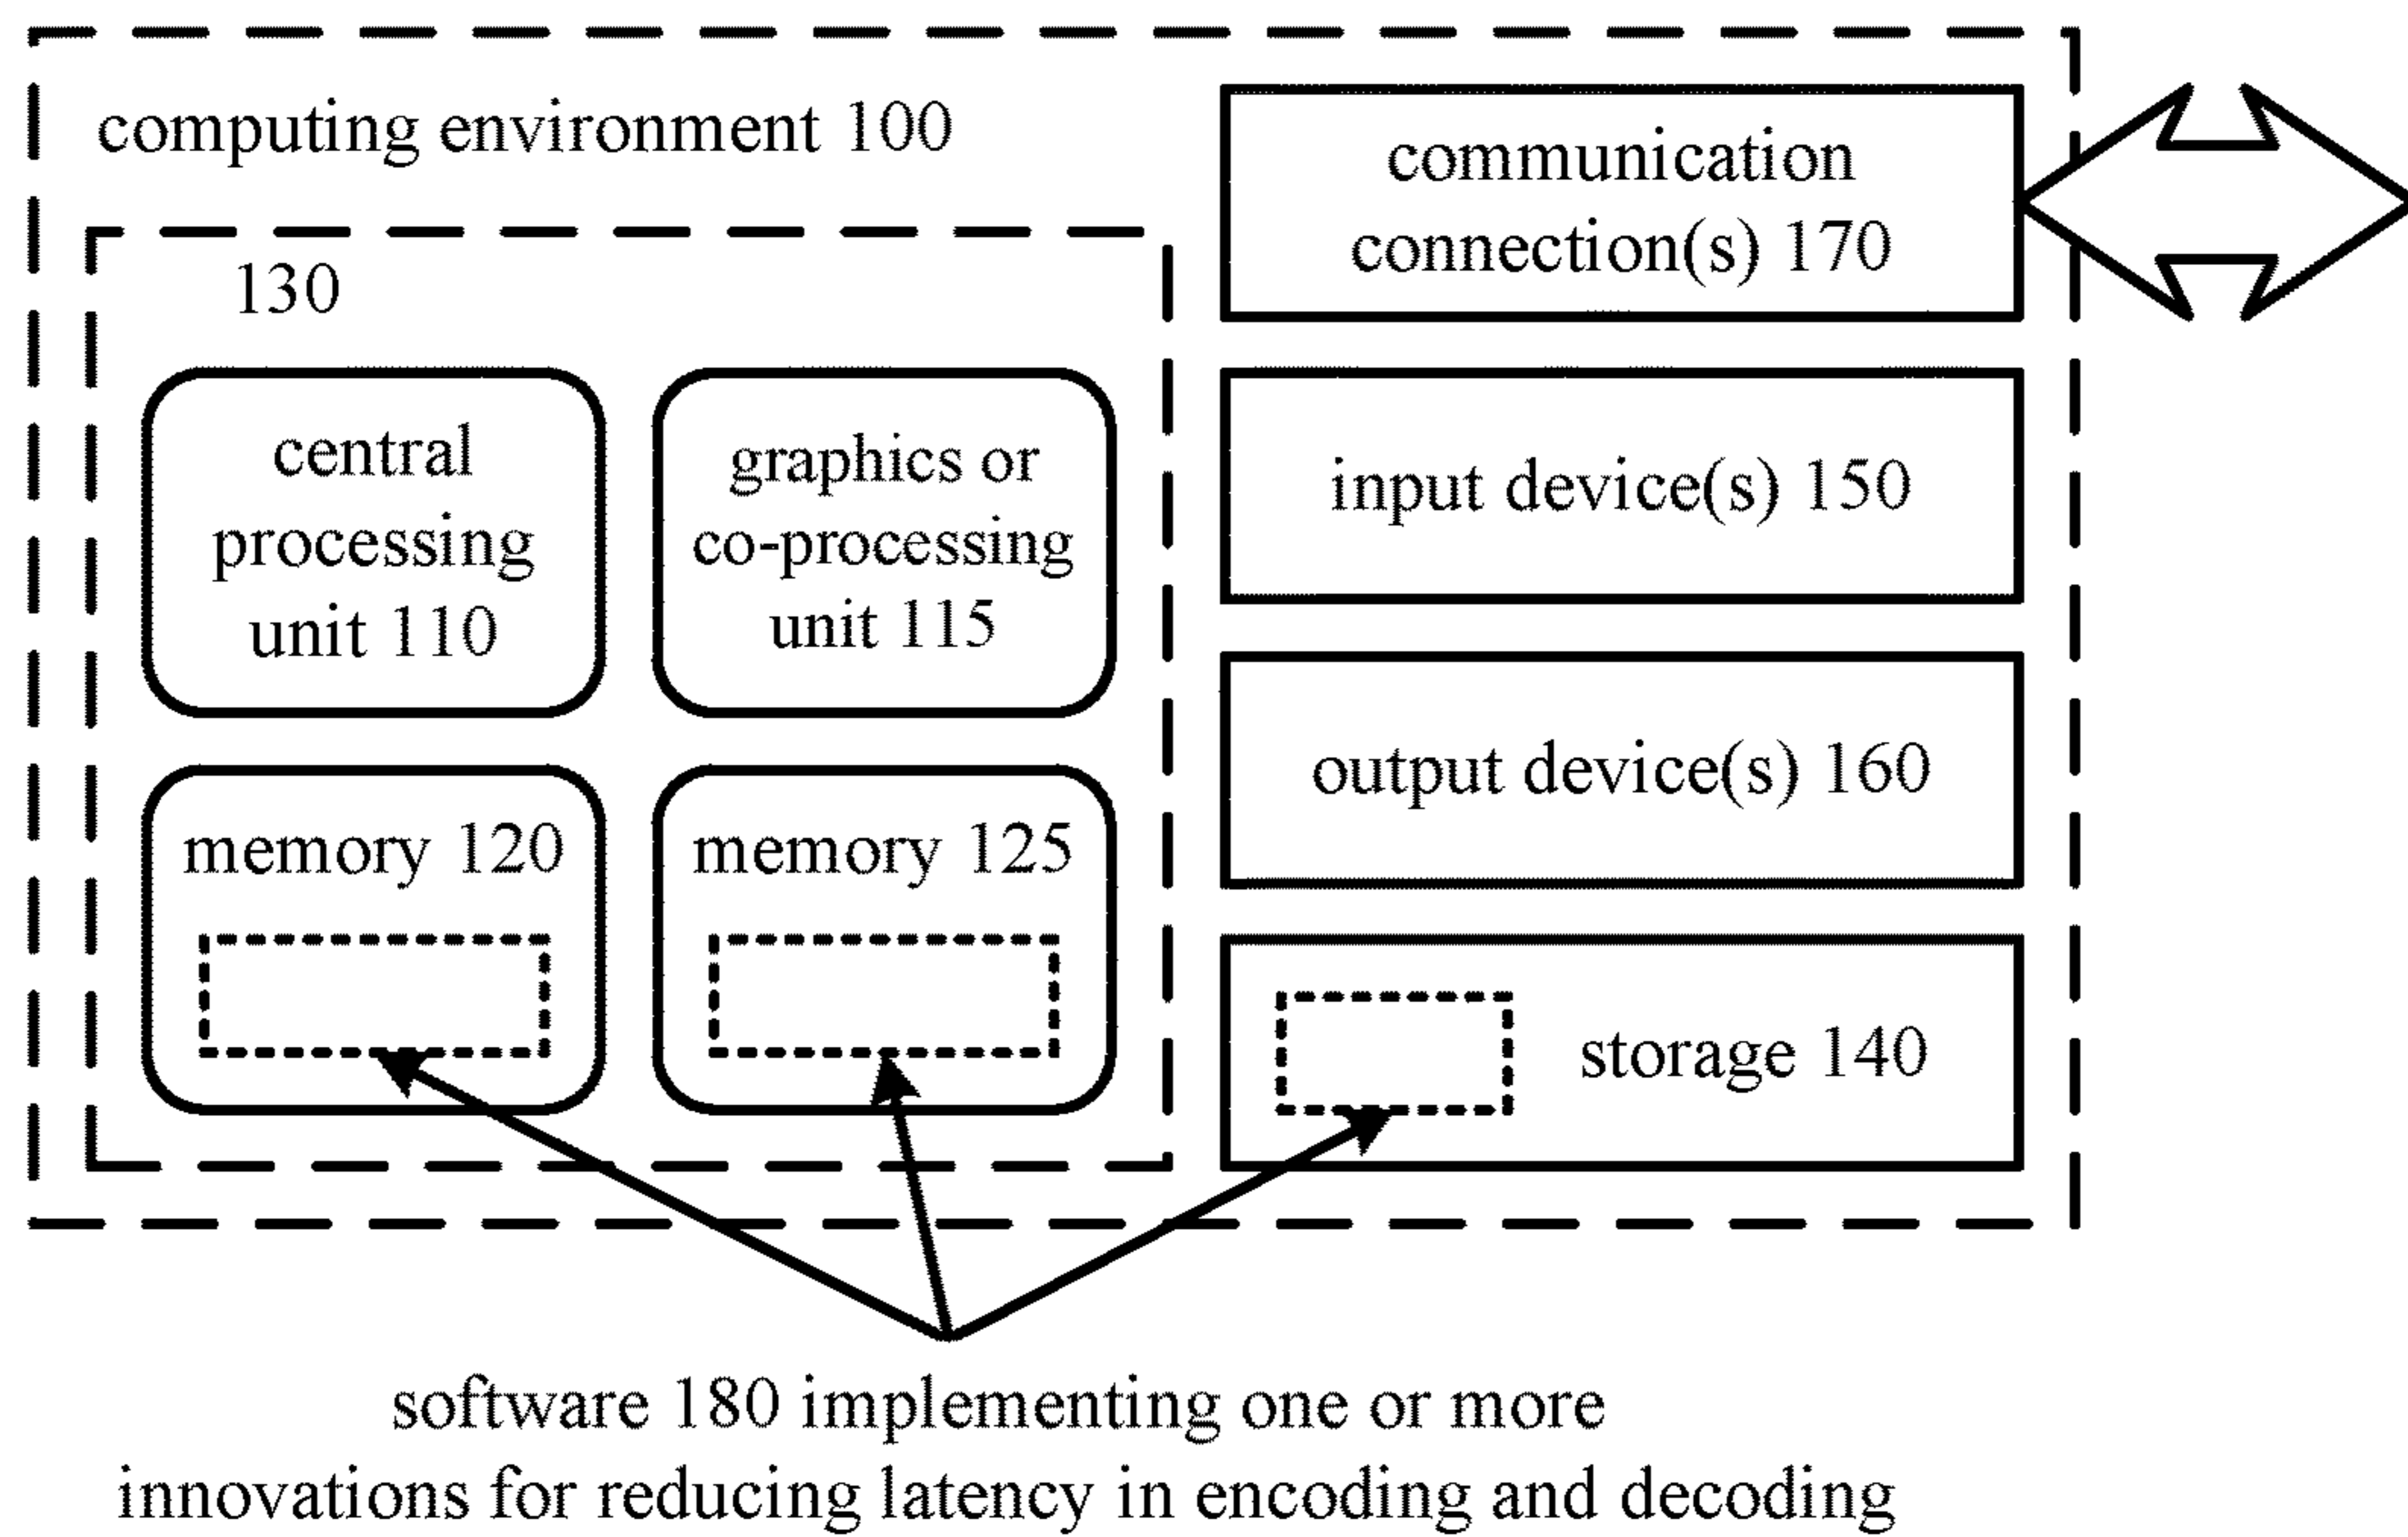 computing environment 100
130
central
processing
unit 110
graphics or
co-processing
unit 115
memory 120
memory 125
communication
connection(s) 170
input device(s) 150
output device(s) 160
storage 140
software 180 implementing one or more
innovations for reducing latency in encoding and decoding